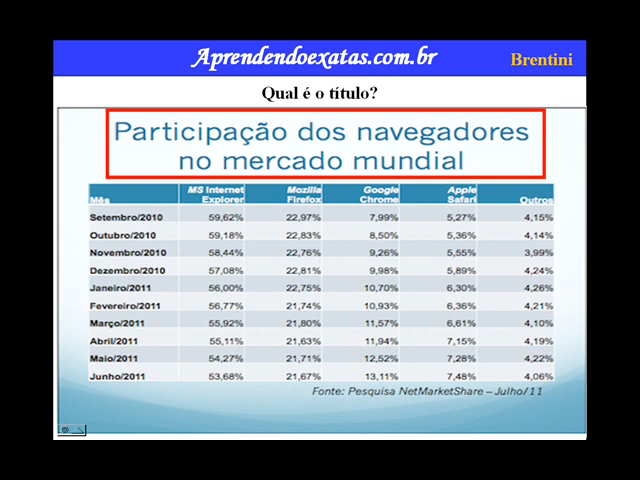 Aprendendoexatas.com.br
Brentini
Qual é o título?
Participação dos navegadores
no mercado mundial
Mês MS Internet Explorer Mozilla Firefox Google Chrome Apple Safari Outros
Setembro/2010 59,62% 22,97% 7,99% 5,27% 4,15%
Outubro/2010 59,18% 22,83% 8,50% 5,36% 4,14%
Novembro/2010 58,44% 22,76% 9,26% 5,55% 3,99%
Dezembro/2010 57,08% 22,81% 9,98% 5,89% 4,24%
Janeiro/2011 56,00% 22,75% 10,70% 6,30% 4,26%
Fevereiro/2011 56,77% 21,74% 10,93% 6,36% 4,21%
Março/2011 55,92% 21,80% 11,57% 6,61% 4,10%
Abril/2011 55,11% 21,63% 11,94% 7,15% 4,19%
Maio/2011 54,27% 21,71% 12,52% 7,28% 4,22%
Junho/2011 53,68% 21,67% 13,11% 7,48% 4,06%
Fonte: Pesquisa NetMarketShare – Julho/11